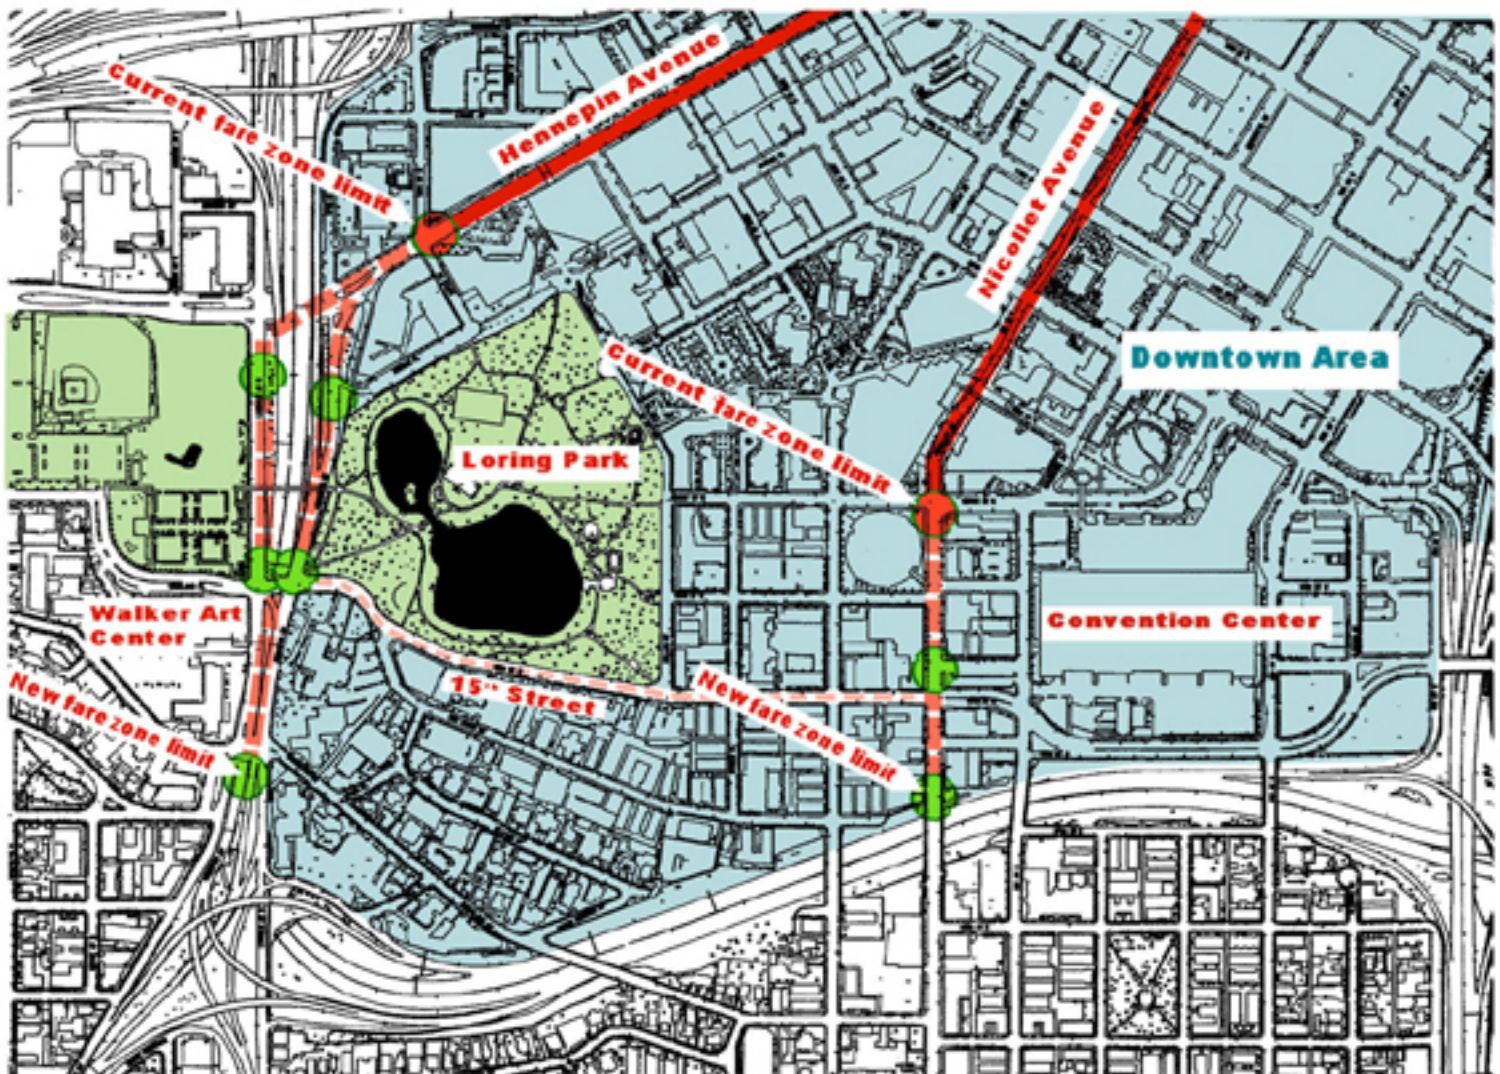 Current fare zone limit
Hennepin Avenue
Nicollet Avenue
Downtown Area
Current fare zone limit
Loring Park
Walker Art
Center
Convention Center
New fare zone limit
15th Street
New fare zone limit